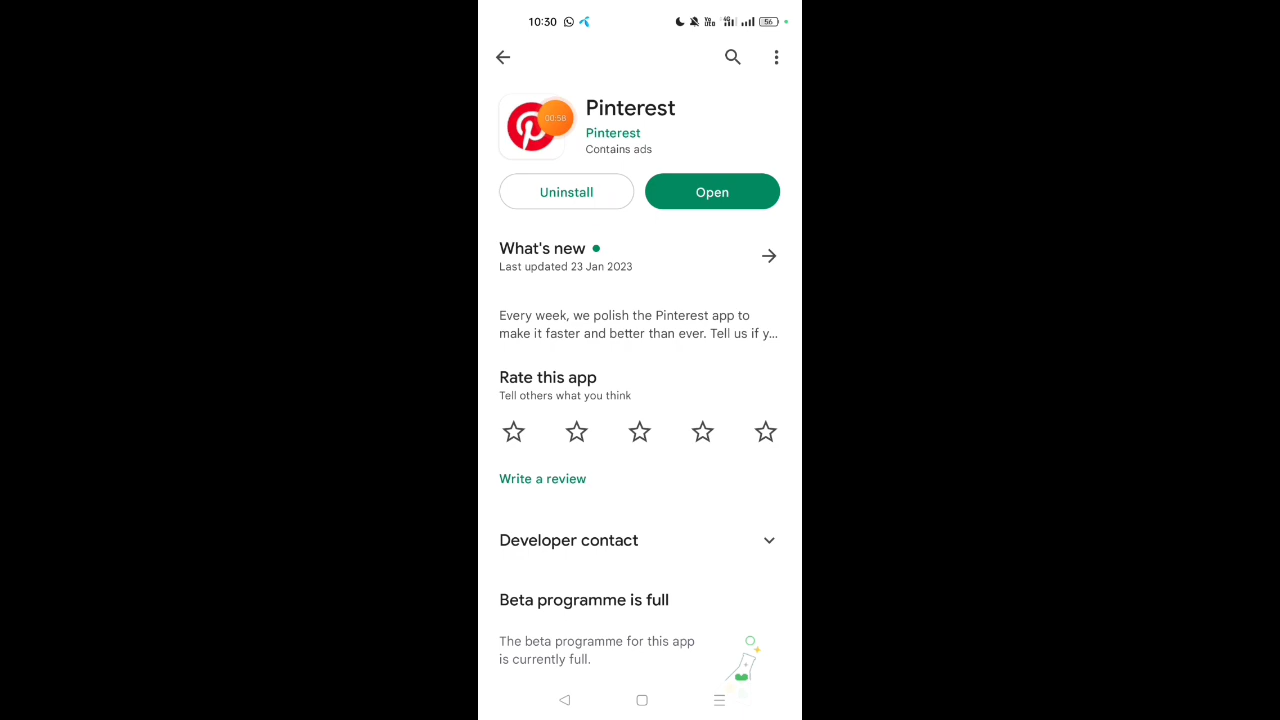 10:30
56
Pinterest
00:58
Pinterest
Contains ads
Uninstall
Open
What's new
Last updated 23 Jan 2023
Every week, we polish the Pinterest app to
make it faster and better than ever. Tell us if y...
Rate this app
Tell others what you think
Write a review
Developer contact
Beta programme is full
The beta programme for this app
is currently full.